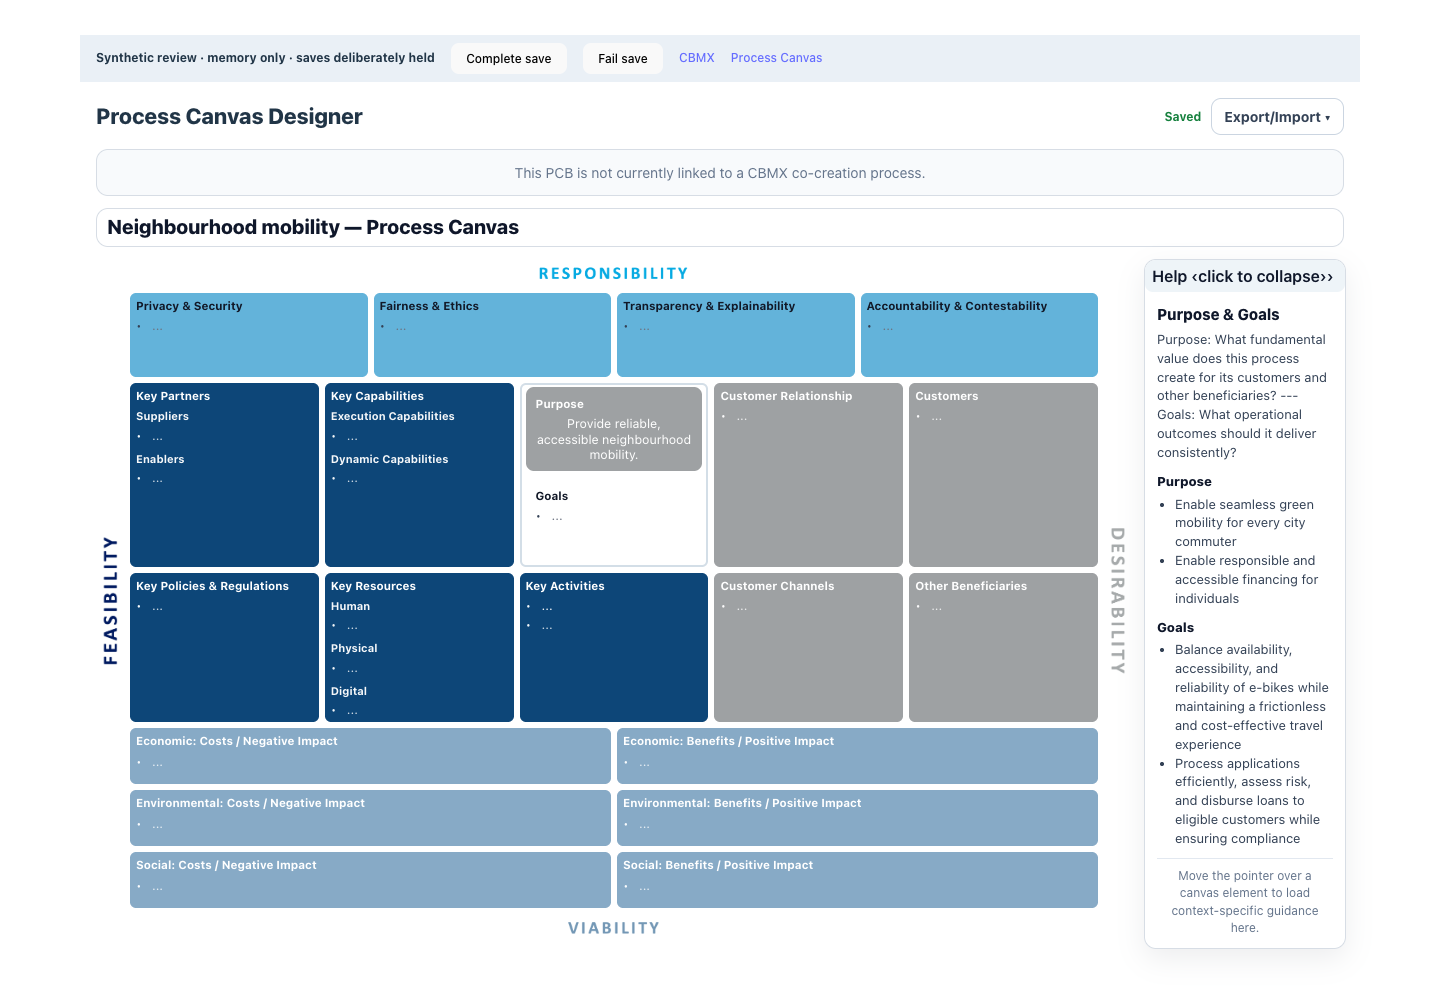 Synthetic review · memory only · saves deliberately held
Complete save
Fail save
CBMX
Process Canvas
Process Canvas Designer
Saved
Export/Import ▾
This PCB is not currently linked to a CBMX co-creation process.
Neighbourhood mobility — Process Canvas
RESPONSIBILITY
Privacy & Security
• ...
Fairness & Ethics
• ...
Transparency & Explainability
• ...
Accountability & Contestability
• ...
FEASIBILITY
Key Partners
Suppliers
• ...
Enablers
• ...
Key Capabilities
Execution Capabilities
• ...
Dynamic Capabilities
• ...
Purpose
Provide reliable,
accessible neighbourhood
mobility.
Goals
• ...
Customer Relationship
• ...
Customers
• ...
Key Policies & Regulations
• ...
Key Resources
Human
• ...
Physical
• ...
Digital
• ...
Key Activities
• ...
• ...
Customer Channels
• ...
Other Beneficiaries
• ...
DESIRABILITY
Economic: Costs / Negative Impact
• ...
Economic: Benefits / Positive Impact
• ...
Environmental: Costs / Negative Impact
• ...
Environmental: Benefits / Positive Impact
• ...
Social: Costs / Negative Impact
• ...
Social: Benefits / Positive Impact
• ...
VIABILITY
Help ‹click to collapse››
Purpose & Goals
Purpose: What fundamental
value does this process
create for its customers and
other beneficiaries? ---
Goals: What operational
outcomes should it deliver
consistently?
Purpose
• Enable seamless green
mobility for every city
commuter
• Enable responsible and
accessible financing for
individuals
Goals
• Balance availability,
accessibility, and
reliability of e-bikes while
maintaining a frictionless
and cost-effective travel
experience
• Process applications
efficiently, assess risk,
and disburse loans to
eligible customers while
ensuring compliance
Move the pointer over a
canvas element to load
context-specific guidance
here.